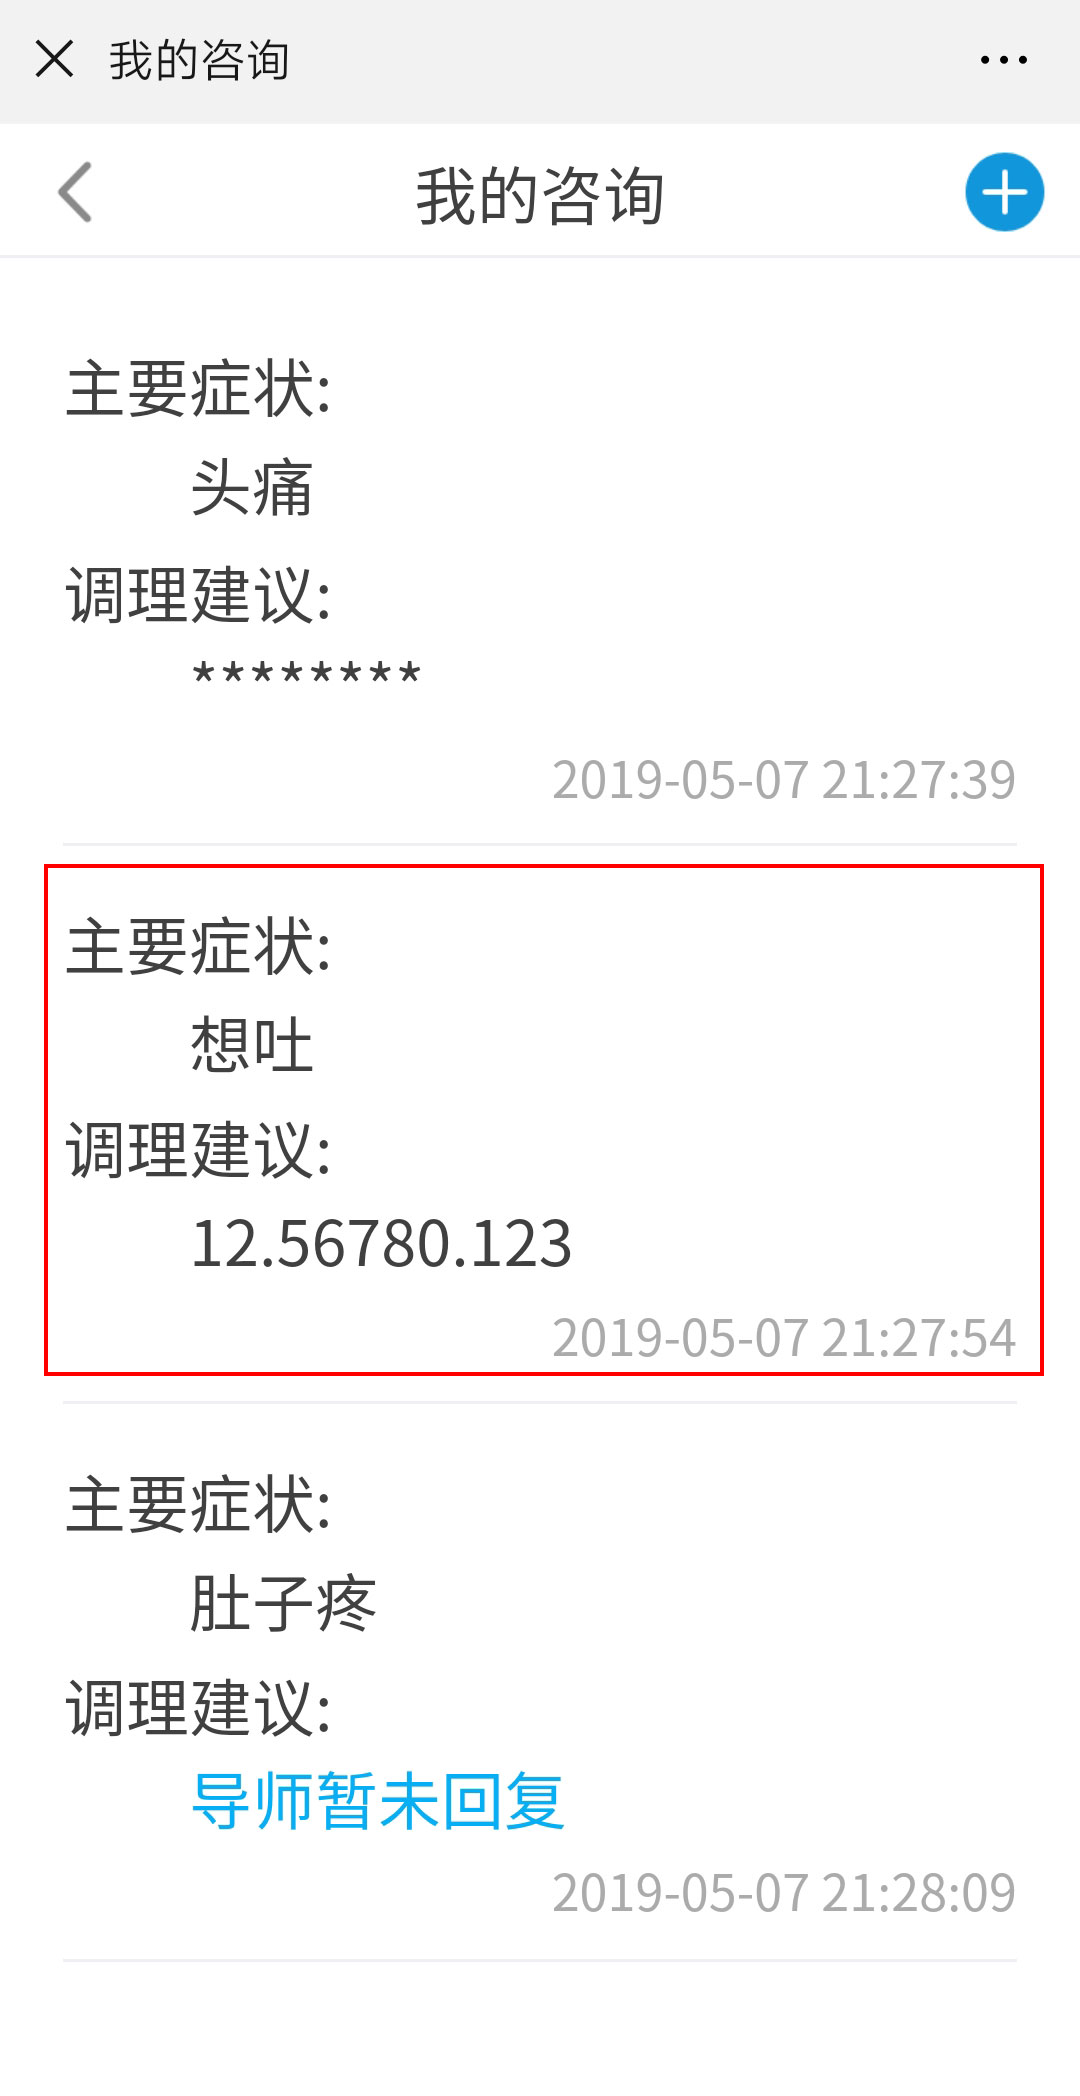 我的咨询
我的咨询
主要症状:
头痛
调理建议:
********
2019-05-07 21:27:39
主要症状:
想吐
调理建议:
12.56780.123
2019-05-07 21:27:54
主要症状:
肚子疼
调理建议:
导师暂未回复
2019-05-07 21:28:09